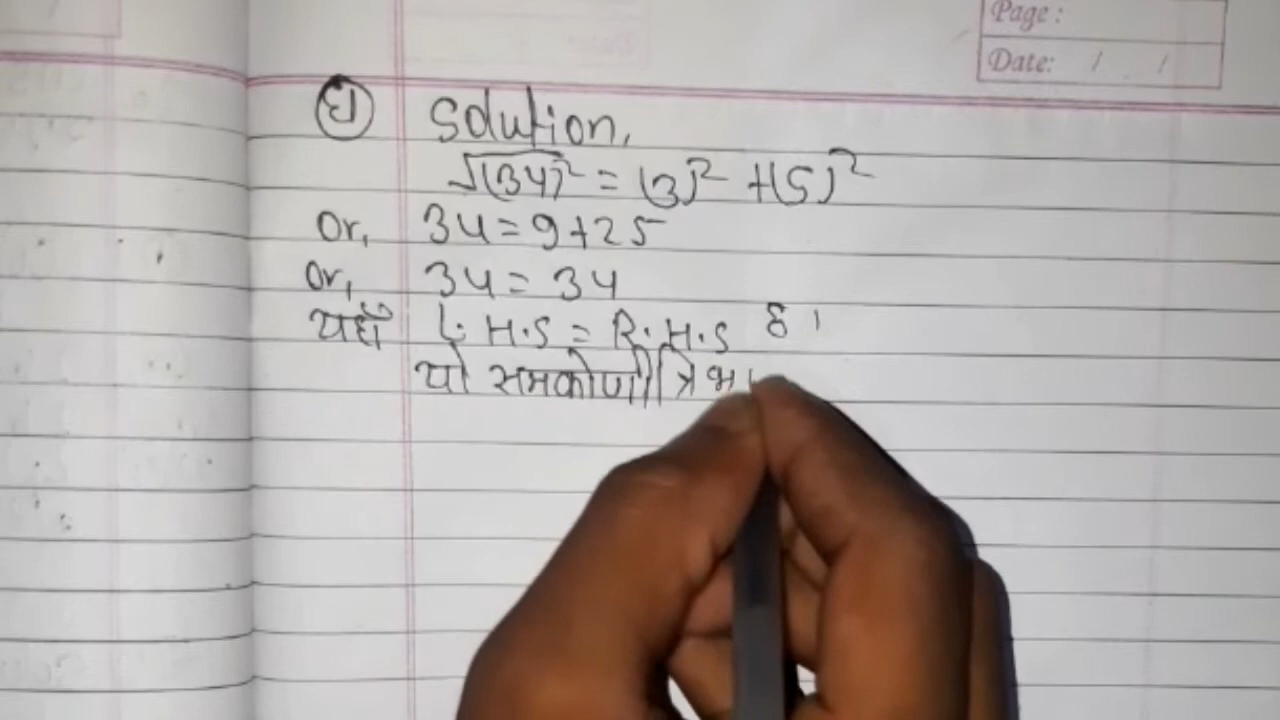 Page :
Date: / /
घ Solution,
√(34)² = (3)² + (5)²
Or, 34 = 9 + 25
Or, 34 = 34
यहाँ L.H.S = R.H.S छ ।
यो समकोणी त्रिभ